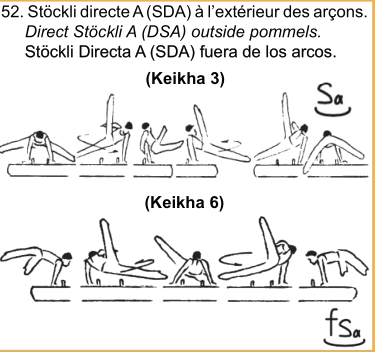 52. Stöckli directe A (SDA) à l'extérieur des arçons.
Direct Stöckli A (DSA) outside pommels.
Stöckli Directa A (SDA) fuera de los arcos.
(Keikha 3)
Sa
(Keikha 6)
fSa